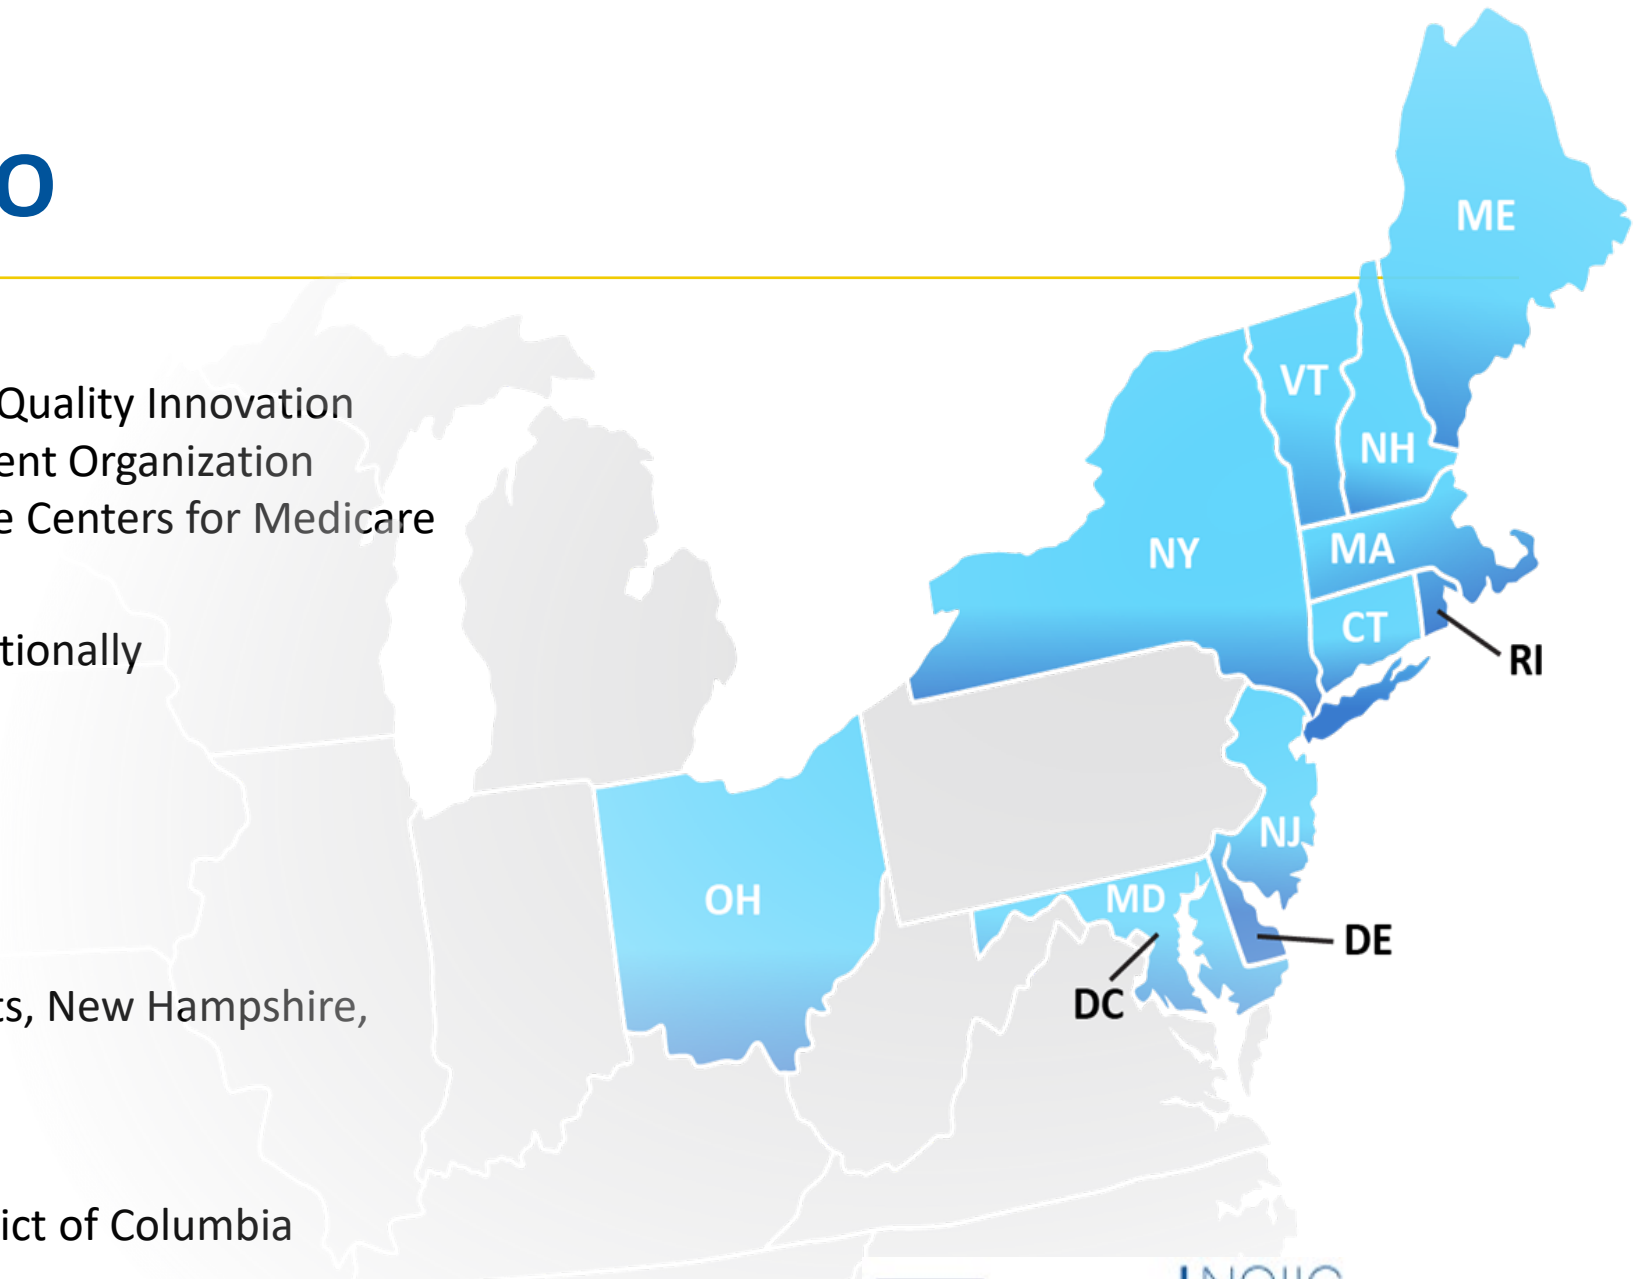 O
Quality Innovation
ent Organization
e Centers for Medicare
tionally
ts, New Hampshire,
ict of Columbia
ME
VT
NH
NY
MA
CT
RI
NJ
OH
MD
DE
DC